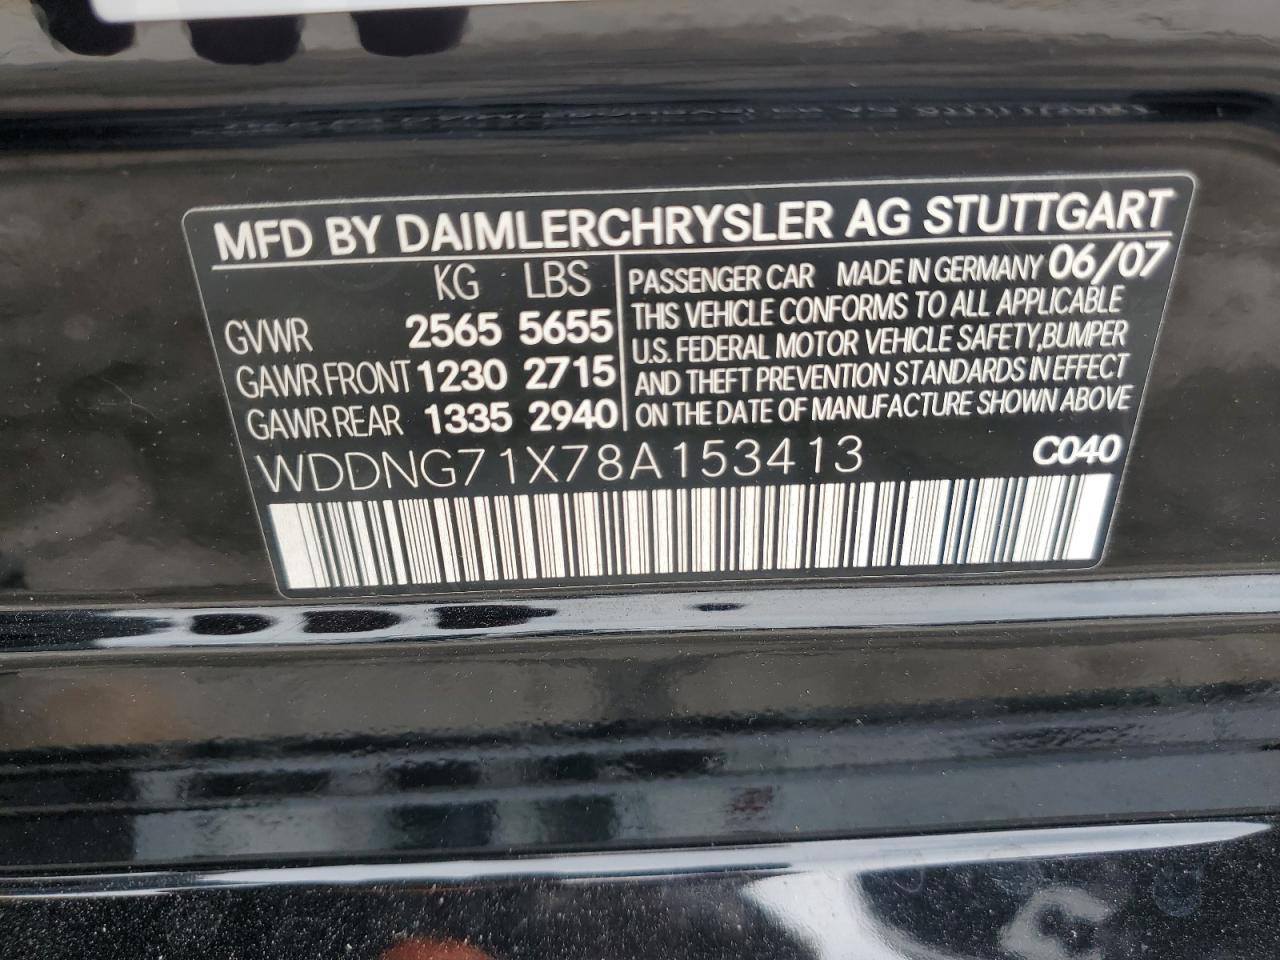 MFD BY DAIMLERCHRYSLER AG STUTTGART
KG LBS
GVWR 2565 5655
GAWR FRONT 1230 2715
GAWR REAR 1335 2940
PASSENGER CAR MADE IN GERMANY 06/07
THIS VEHICLE CONFORMS TO ALL APPLICABLE
U.S. FEDERAL MOTOR VEHICLE SAFETY,BUMPER
AND THEFT PREVENTION STANDARDS IN EFFECT
ON THE DATE OF MANUFACTURE SHOWN ABOVE
WDDNG71X78A153413 C040